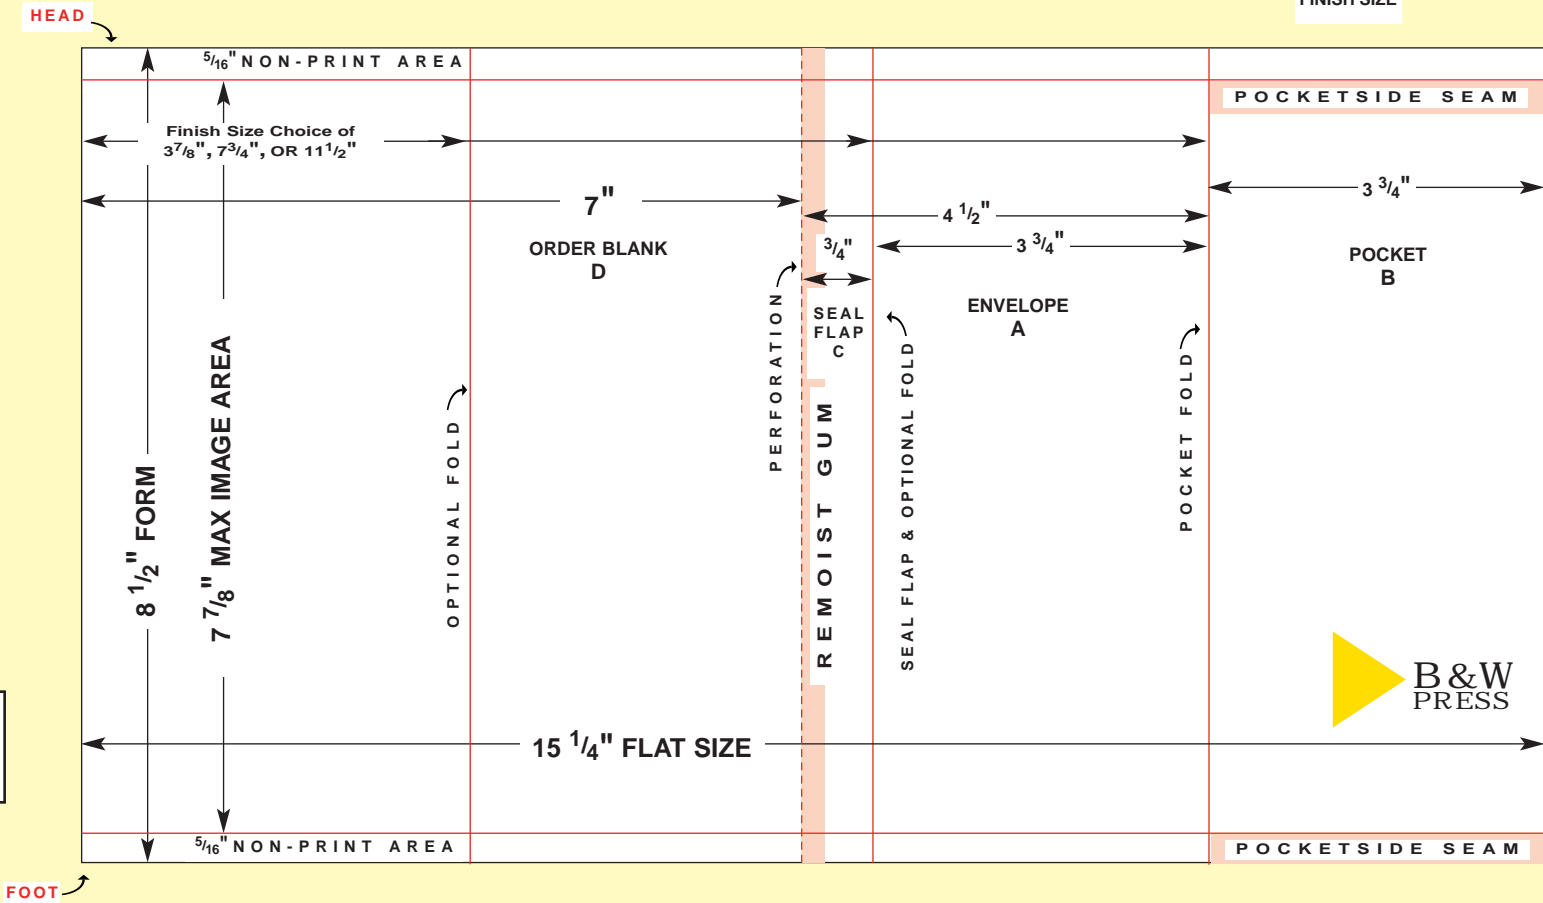 FINISH SIZE
HEAD
5/16" NON-PRINT AREA
POCKETSIDE SEAM
Finish Size Choice of
3 7/8", 7 3/4", OR 11 1/2"
7"
ORDER BLANK
D
4 1/2"
3/4"
3 3/4"
3 3/4"
POCKET
B
ENVELOPE
A
SEAL
FLAP
C
PERFORATION
SEAL FLAP & OPTIONAL FOLD
POCKET FOLD
OPTIONAL FOLD
REMOIST GUM
8 1/2" FORM
7 7/8" MAX IMAGE AREA
B&W
PRESS
15 1/4" FLAT SIZE
5/16" NON-PRINT AREA
POCKETSIDE SEAM
FOOT